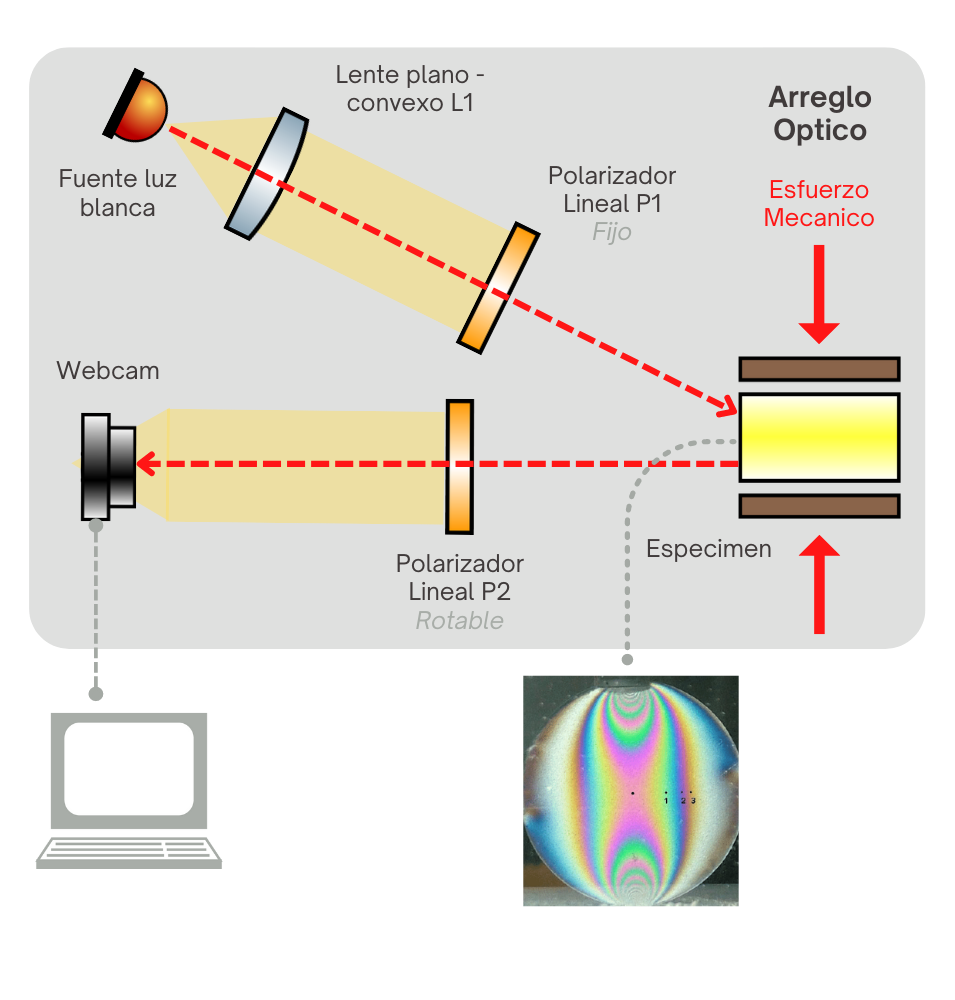 Lente plano -
convexo L1
Arreglo
Optico
Fuente luz
blanca
Polarizador
Lineal P1
Fijo
Esfuerzo
Mecanico
Webcam
Especimen
Polarizador
Lineal P2
Rotable
1 2 3